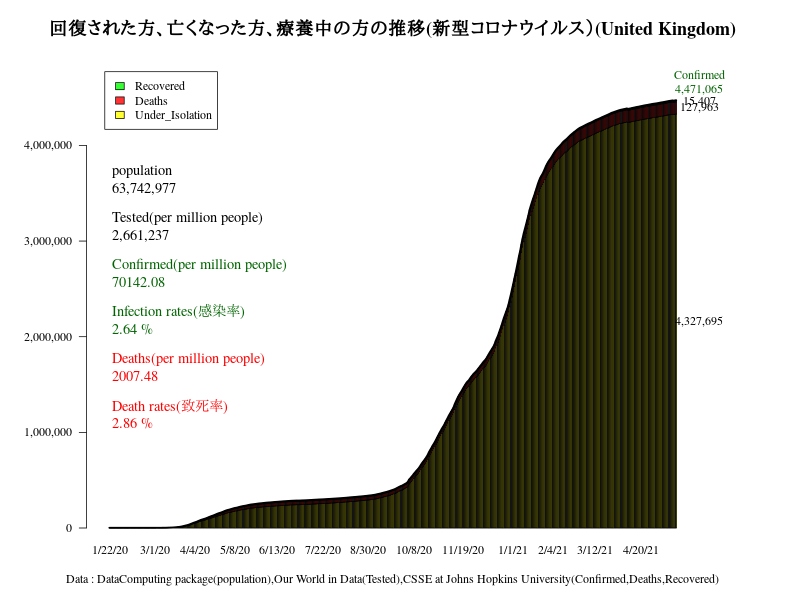 回復された方、亡くなった方、療養中の方の推移(新型コロナウイルス)(United Kingdom)
Confirmed
4,471,065
15,407
127,963
Recovered
Deaths
Under_Isolation
population
63,742,977
Tested(per million people)
2,661,237
Confirmed(per million people)
70142.08
Infection rates(感染率)
2.64 %
Deaths(per million people)
2007.48
Death rates(致死率)
2.86 %
4,000,000
3,000,000
2,000,000
1,000,000
0
4,327,695
1/22/20 3/1/20 4/4/20 5/8/20 6/13/20 7/22/20 8/30/20 10/8/20 11/19/20 1/1/21 2/4/21 3/12/21 4/20/21
Data : DataComputing package(population),Our World in Data(Tested),CSSE at Johns Hopkins University(Confirmed,Deaths,Recovered)